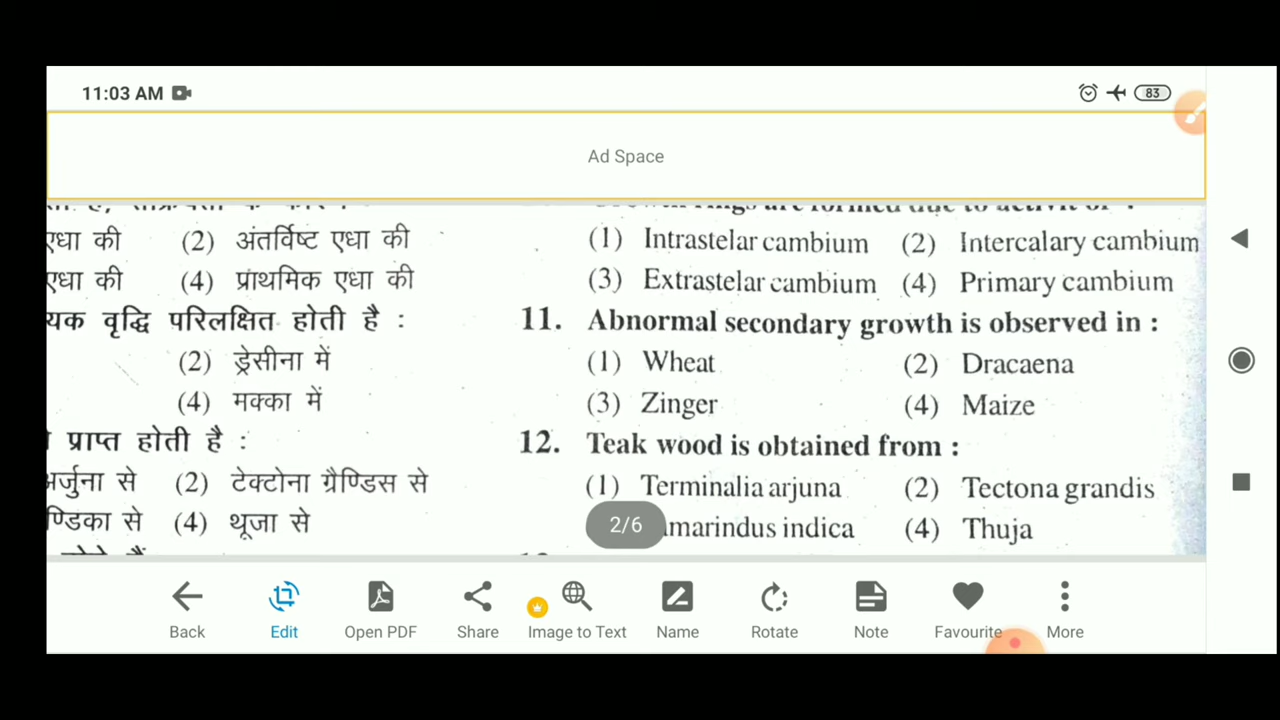 11:03 AM
83
Ad Space
एधा की (2) अंतर्विष्ट एधा की
एधा की (4) प्राथमिक एधा की
यक वृद्धि परिलक्षित होती है :
(2) ड्रेसीना में
(4) मक्का में
प्राप्त होती है :
अर्जुना से (2) टेक्टोना ग्रैण्डिस से
ण्डिका से (4) थूजा से
(1) Intrastelar cambium (2) Intercalary cambium
(3) Extrastelar cambium (4) Primary cambium
11. Abnormal secondary growth is observed in :
(1) Wheat (2) Dracaena
(3) Zinger (4) Maize
12. Teak wood is obtained from :
(1) Terminalia arjuna (2) Tectona grandis
marindus indica (4) Thuja
2/6
Back Edit Open PDF Share Image to Text Name Rotate Note Favourite More